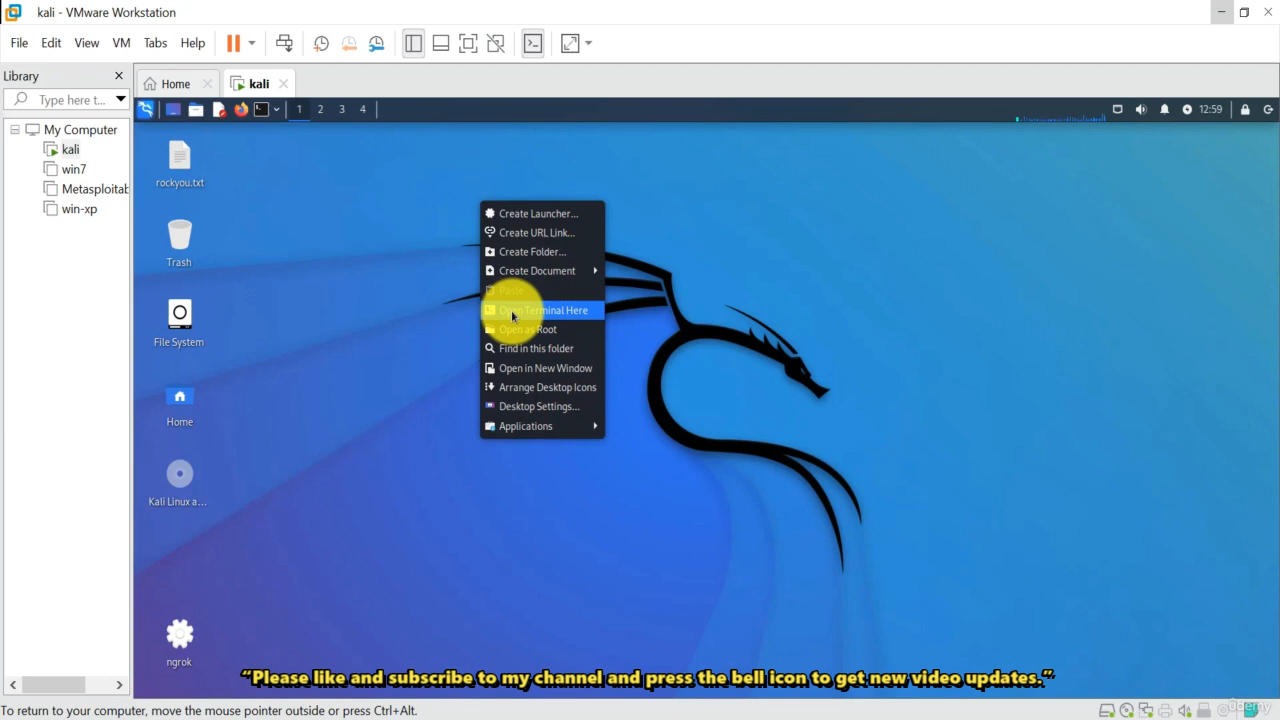 kali - VMware Workstation
File Edit View VM Tabs Help
Library
Home
kali
Type here t...
1 2 3 4
12:59
My Computer
kali
win7
Metasploitab
win-xp
rockyou.txt
Trash
File System
Home
Kali Linux a...
ngrok
Create Launcher...
Create URL Link...
Create Folder...
Create Document
Paste
Open Terminal Here
Open as Root
Find in this folder
Open in New Window
Arrange Desktop Icons
Desktop Settings...
Applications
“Please like and subscribe to my channel and press the bell icon to get new video updates.”
To return to your computer, move the mouse pointer outside or press Ctrl+Alt.
ûdemy